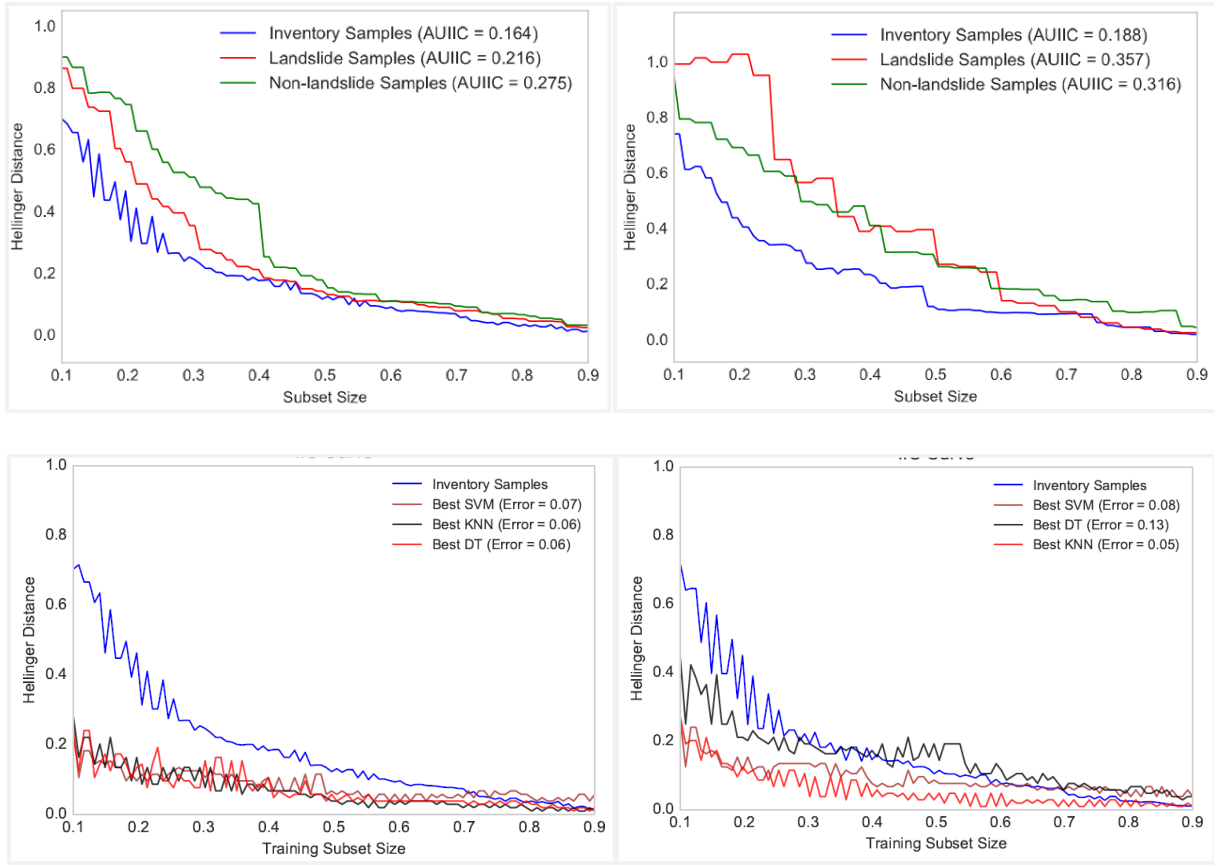 Inventory Samples (AUIIC = 0.164)
Landslide Samples (AUIIC = 0.216)
Non-landslide Samples (AUIIC = 0.275)
Hellinger Distance
1.0
0.8
0.6
0.4
0.2
0.0
0.1 0.2 0.3 0.4 0.5 0.6 0.7 0.8 0.9
Subset Size
Inventory Samples (AUIIC = 0.188)
Landslide Samples (AUIIC = 0.357)
Non-landslide Samples (AUIIC = 0.316)
Hellinger Distance
1.0
0.8
0.6
0.4
0.2
0.0
0.1 0.2 0.3 0.4 0.5 0.6 0.7 0.8 0.9
Subset Size
Inventory Samples
Best SVM (Error = 0.07)
Best KNN (Error = 0.06)
Best DT (Error = 0.06)
Hellinger Distance
1.0
0.8
0.6
0.4
0.2
0.0
0.1 0.2 0.3 0.4 0.5 0.6 0.7 0.8 0.9
Training Subset Size
Inventory Samples
Best SVM (Error = 0.08)
Best DT (Error = 0.13)
Best KNN (Error = 0.05)
Hellinger Distance
1.0
0.8
0.6
0.4
0.2
0.0
0.1 0.2 0.3 0.4 0.5 0.6 0.7 0.8 0.9
Training Subset Size